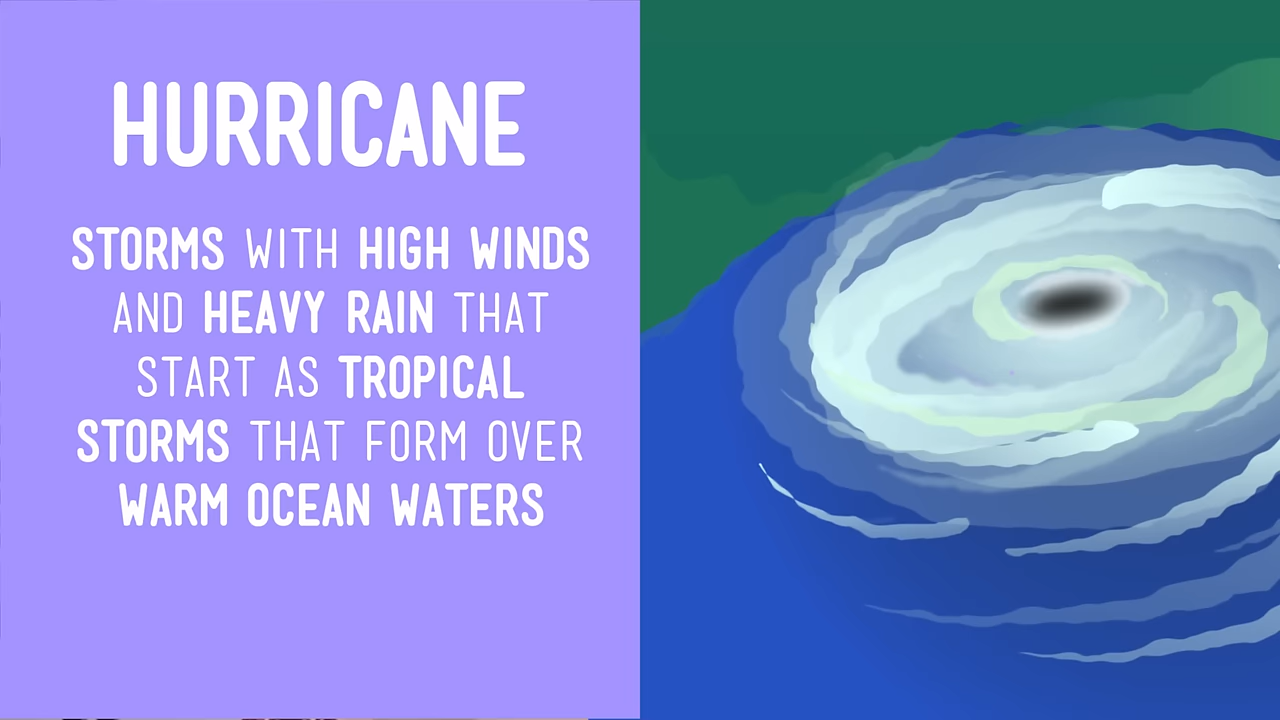 HURRICANE
STORMS WITH HIGH WINDS
AND HEAVY RAIN THAT
START AS TROPICAL
STORMS THAT FORM OVER
WARM OCEAN WATERS